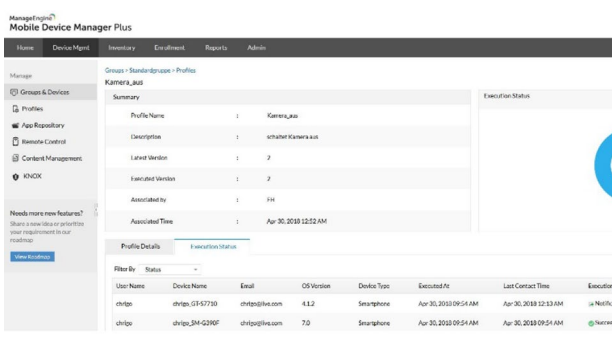 ManageEngine
Mobile Device Manager Plus
Home Device Mgmt Inventory Enrollment Reports Admin
Manage
Groups & Devices
Profiles
App Repository
Remote Control
Content Management
KNOX
Needs more new features?
Share a new idea or prioritize
your requirement in our
roadmap
View Roadmap
Groups > Standardgruppe > Profiles
Kamera_aus
Summary
Profile Name : Kamera_aus
Description : schaltet Kamera aus
Latest Version : 2
Executed Version : 2
Associated by : FH
Associated Time : Apr 30, 2018 12:52 AM
Execution Status
Profile Details Execution Status
Filter By Status
User Name Device Name Email OS Version Device Type Executed At Last Contact Time Execution
chrigo chrigo_GT-S7710 chrigo@live.com 4.1.2 Smartphone Apr 30, 2018 09:54 AM Apr 30, 2018 12:13 AM Notific
chrigo chrigo_SM-G390F chrigo@live.com 7.0 Smartphone Apr 30, 2018 09:54 AM Apr 30, 2018 09:54 AM